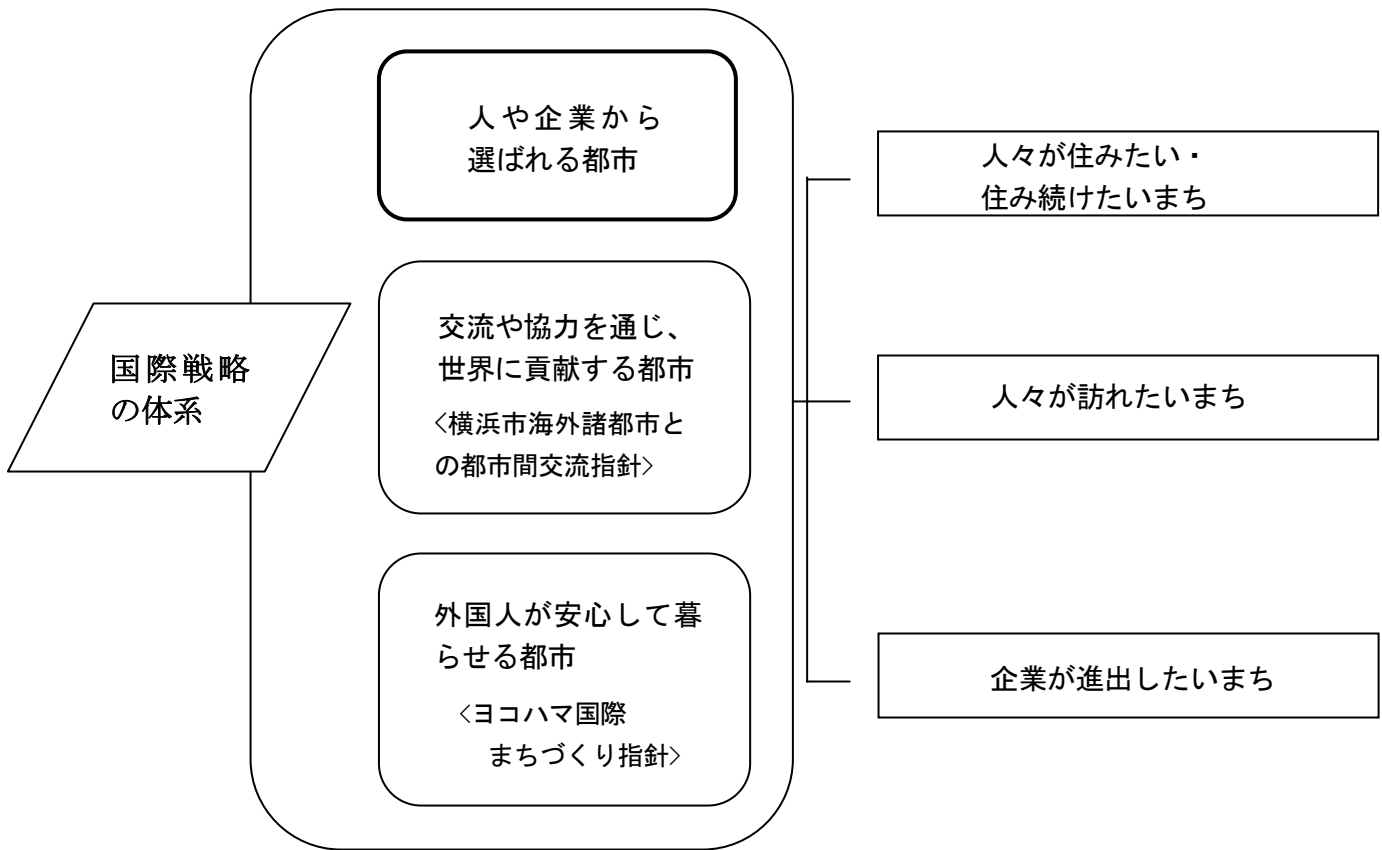 人や企業から
選ばれる都市
交流や協力を通じ、
世界に貢献する都市
<横浜市海外諸都市と
の都市間交流指針>
外国人が安心して暮
らせる都市
<ヨコハマ国際
まちづくり指針>
国際戦略
の体系
人々が住みたい・
住み続けたいまち
人々が訪れたいまち
企業が進出したいまち